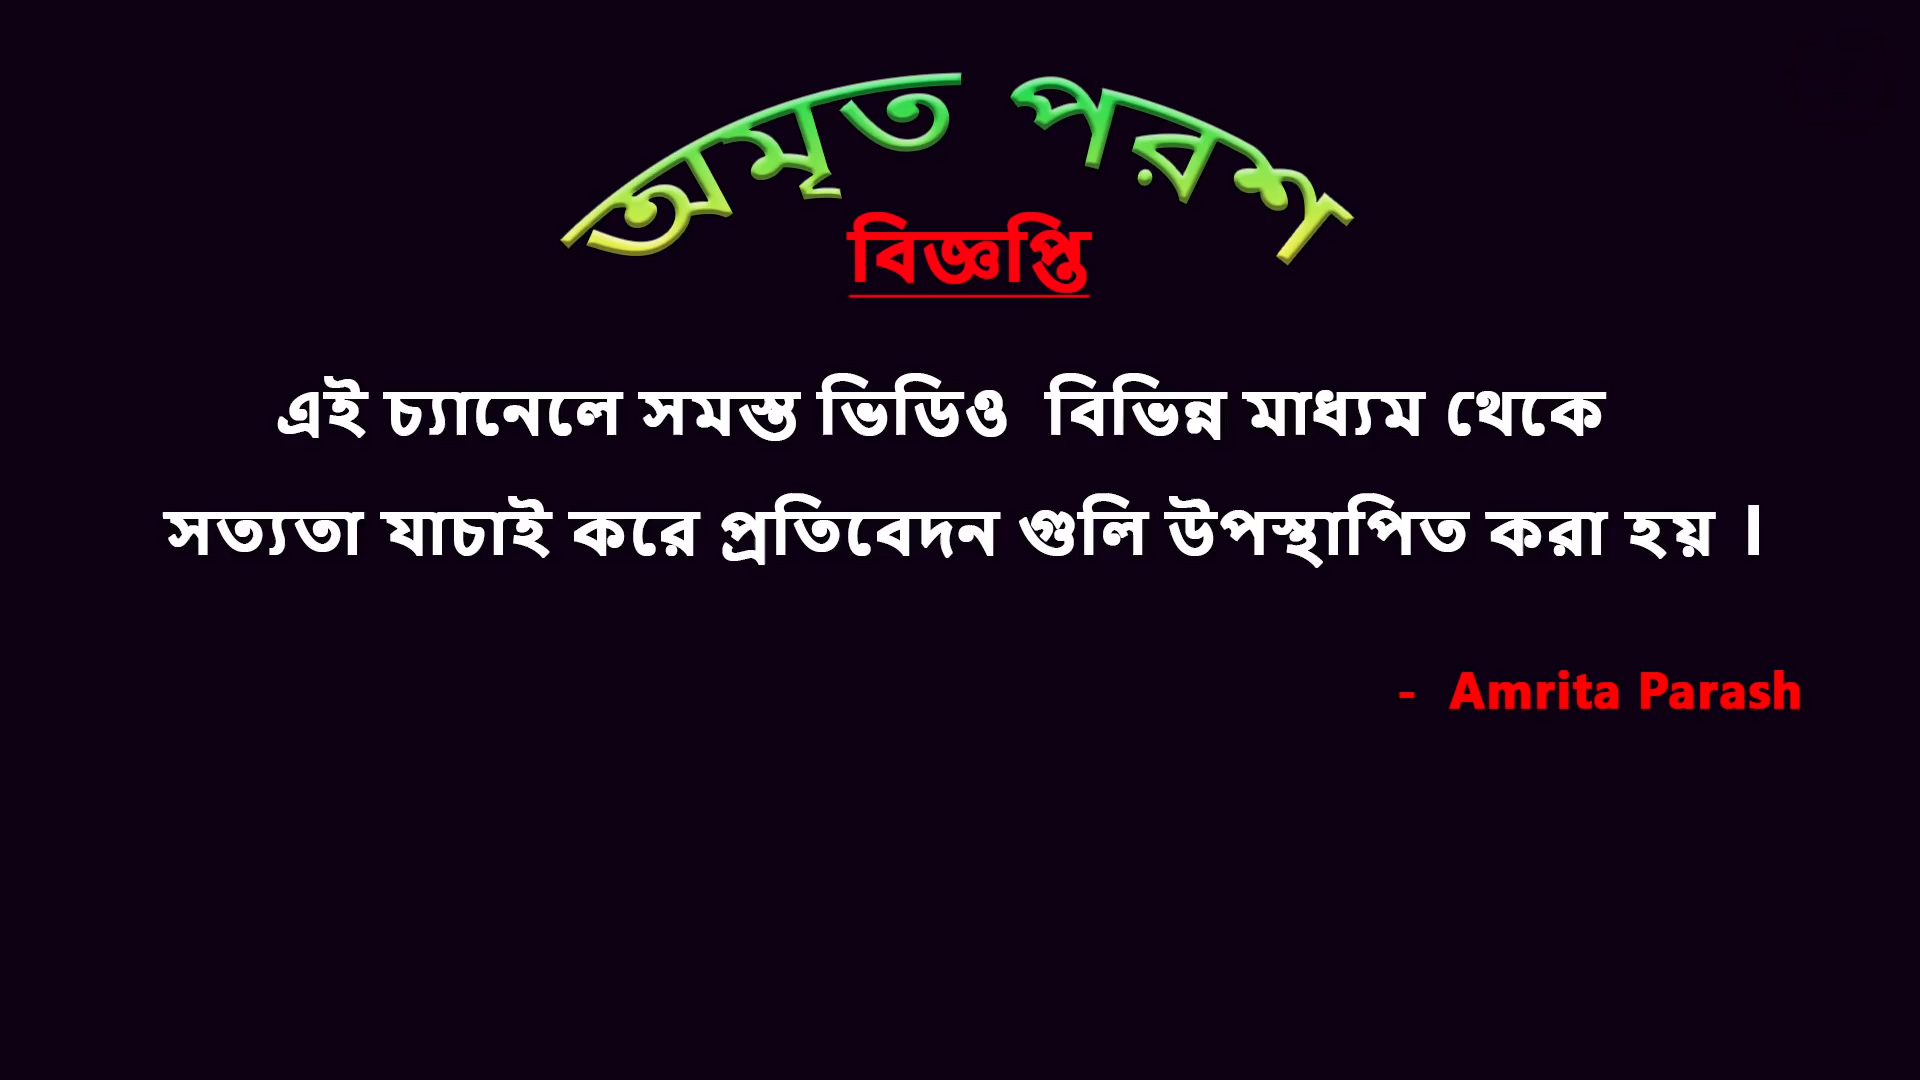 অমৃত পরশ
বিজ্ঞপ্তি
এই চ্যানেলে সমস্ত ভিডিও বিভিন্ন মাধ্যম থেকে
সত্যতা যাচাই করে প্রতিবেদন গুলি উপস্থাপিত করা হয় ।
- Amrita Parash